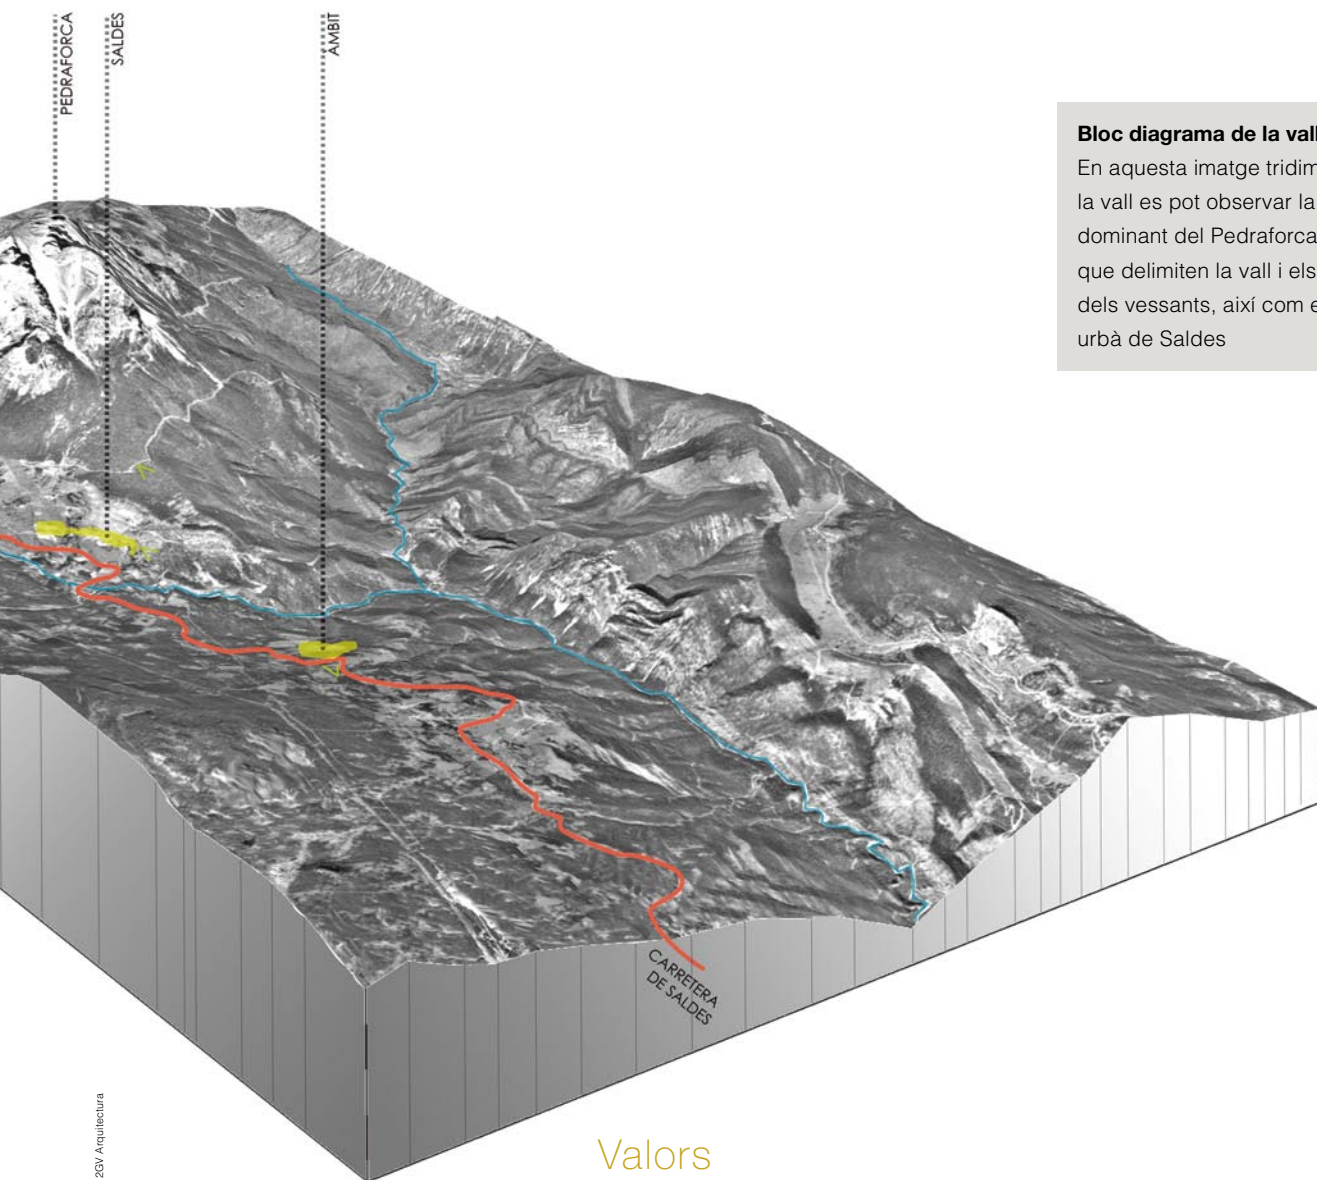 PEDRAFORCA
SALDES
ÀMBIT
Bloc diagrama de la vall
En aquesta imatge
la vall es pot observar la
dominant del Pedraforca
que delimiten la vall i els
dels vessants, així com
urbà de Saldes
CARRETERA
DE SALDES
2GV Arquitectura
Valors